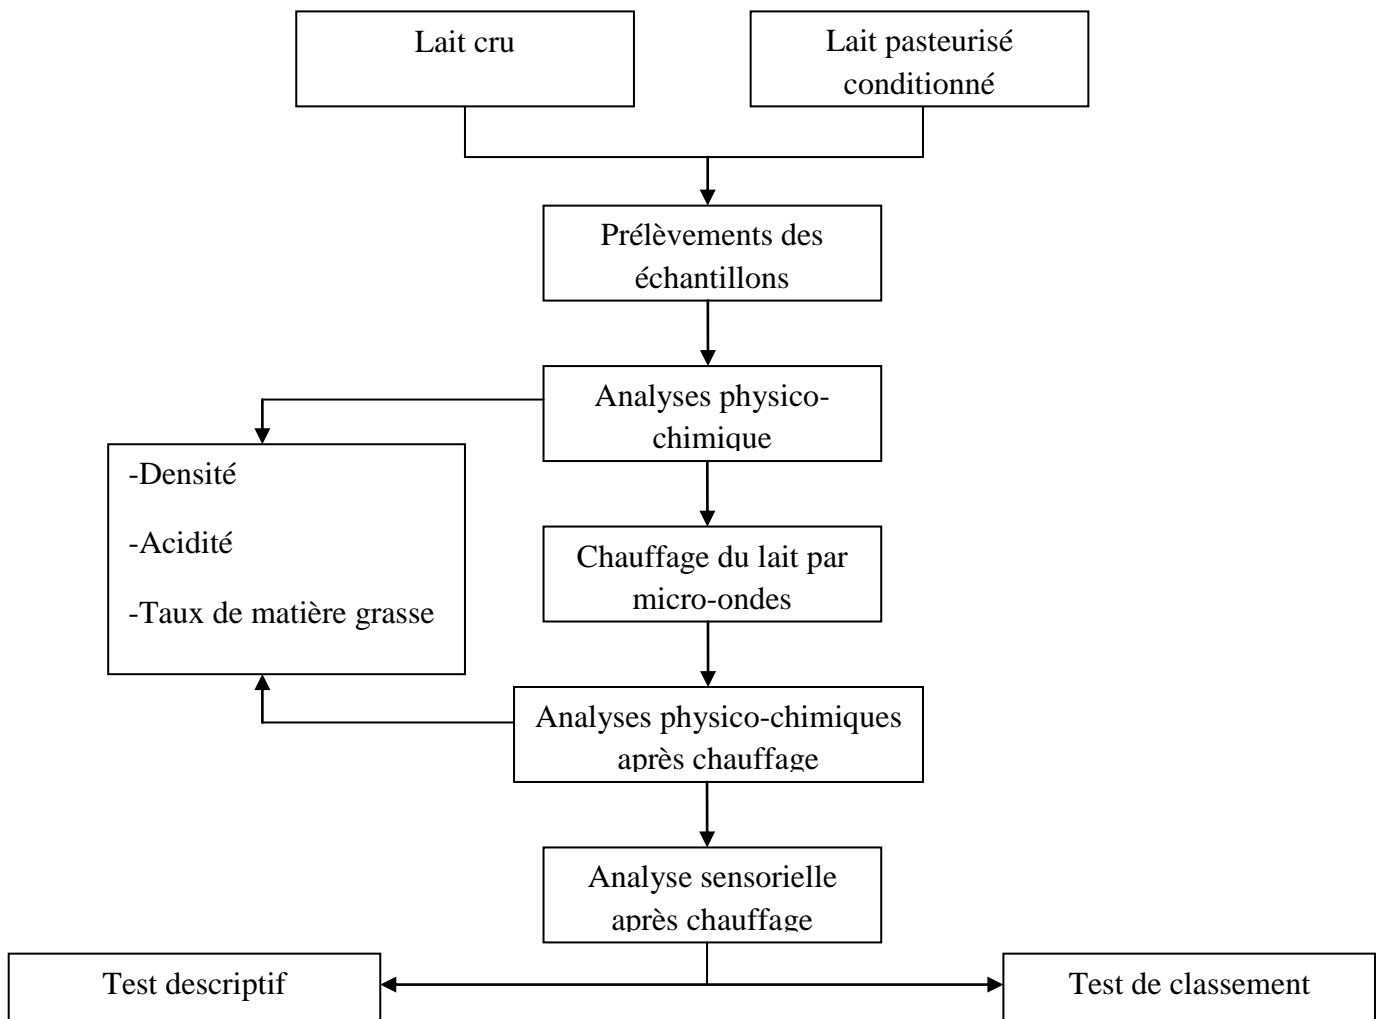 Lait cru
Lait pasteurisé
conditionné
Prélèvements des
échantillons
Analyses physico-
chimique
-Densité
-Acidité
-Taux de matière grasse
Chauffage du lait par
micro-ondes
Analyses physico-chimiques
après chauffage
Analyse sensorielle
après chauffage
Test descriptif
Test de classement